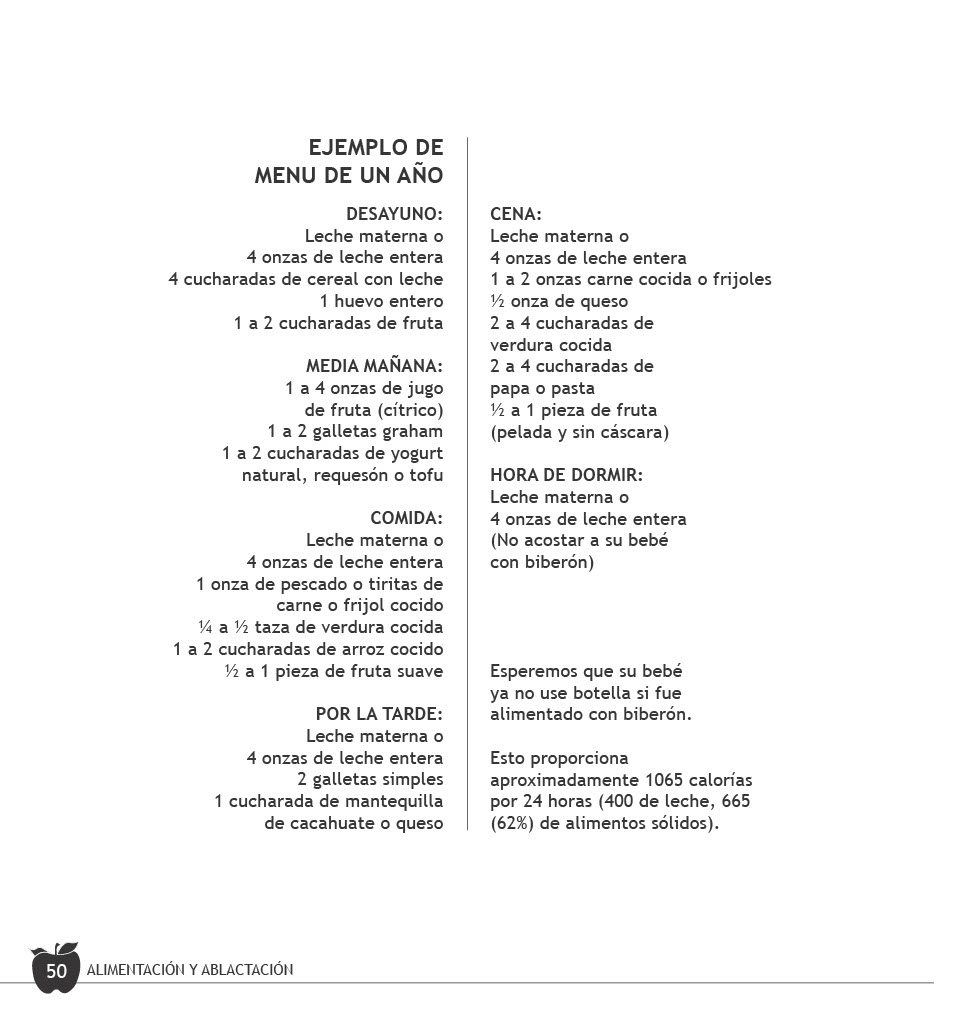 EJEMPLO DE
MENU DE UN AÑO
DESAYUNO:
Leche materna o
4 onzas de leche entera
4 cucharadas de cereal con leche
1 huevo entero
1 a 2 cucharadas de fruta
MEDIA MAÑANA:
1 a 4 onzas de jugo
de fruta (cítrico)
1 a 2 galletas graham
1 a 2 cucharadas de yogurt
natural, requesón o tofu
COMIDA:
Leche materna o
4 onzas de leche entera
1 onza de pescado o tiritas de
carne o frijol cocido
¼ a ½ taza de verdura cocida
1 a 2 cucharadas de arroz cocido
½ a 1 pieza de fruta suave
POR LA TARDE:
Leche materna o
4 onzas de leche entera
2 galletas simples
1 cucharada de mantequilla
de cacahuate o queso
CENA:
Leche materna o
4 onzas de leche entera
1 a 2 onzas carne cocida o frijoles
½ onza de queso
2 a 4 cucharadas de
verdura cocida
2 a 4 cucharadas de
papa o pasta
½ a 1 pieza de fruta
(pelada y sin cáscara)
HORA DE DORMIR:
Leche materna o
4 onzas de leche entera
(No acostar a su bebé
con biberón)
Esperemos que su bebé
ya no use botella si fue
alimentado con biberón.
Esto proporciona
aproximadamente 1065 calorías
por 24 horas (400 de leche, 665
(62%) de alimentos sólidos).
50 ALIMENTACIÓN Y ABLACTACIÓN